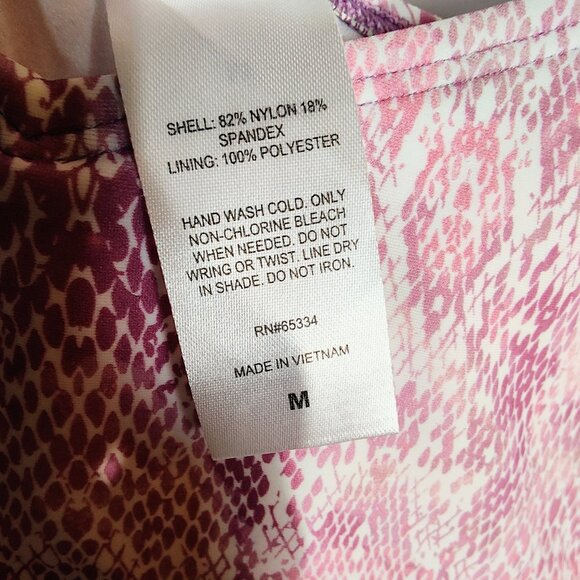 SHELL: 82% NYLON 18%
SPANDEX
LINING: 100% POLYESTER
HAND WASH COLD. ONLY
NON-CHLORINE BLEACH
WHEN NEEDED. DO NOT
WRING OR TWIST. LINE DRY
IN SHADE. DO NOT IRON.
RN#65334
MADE IN VIETNAM
M